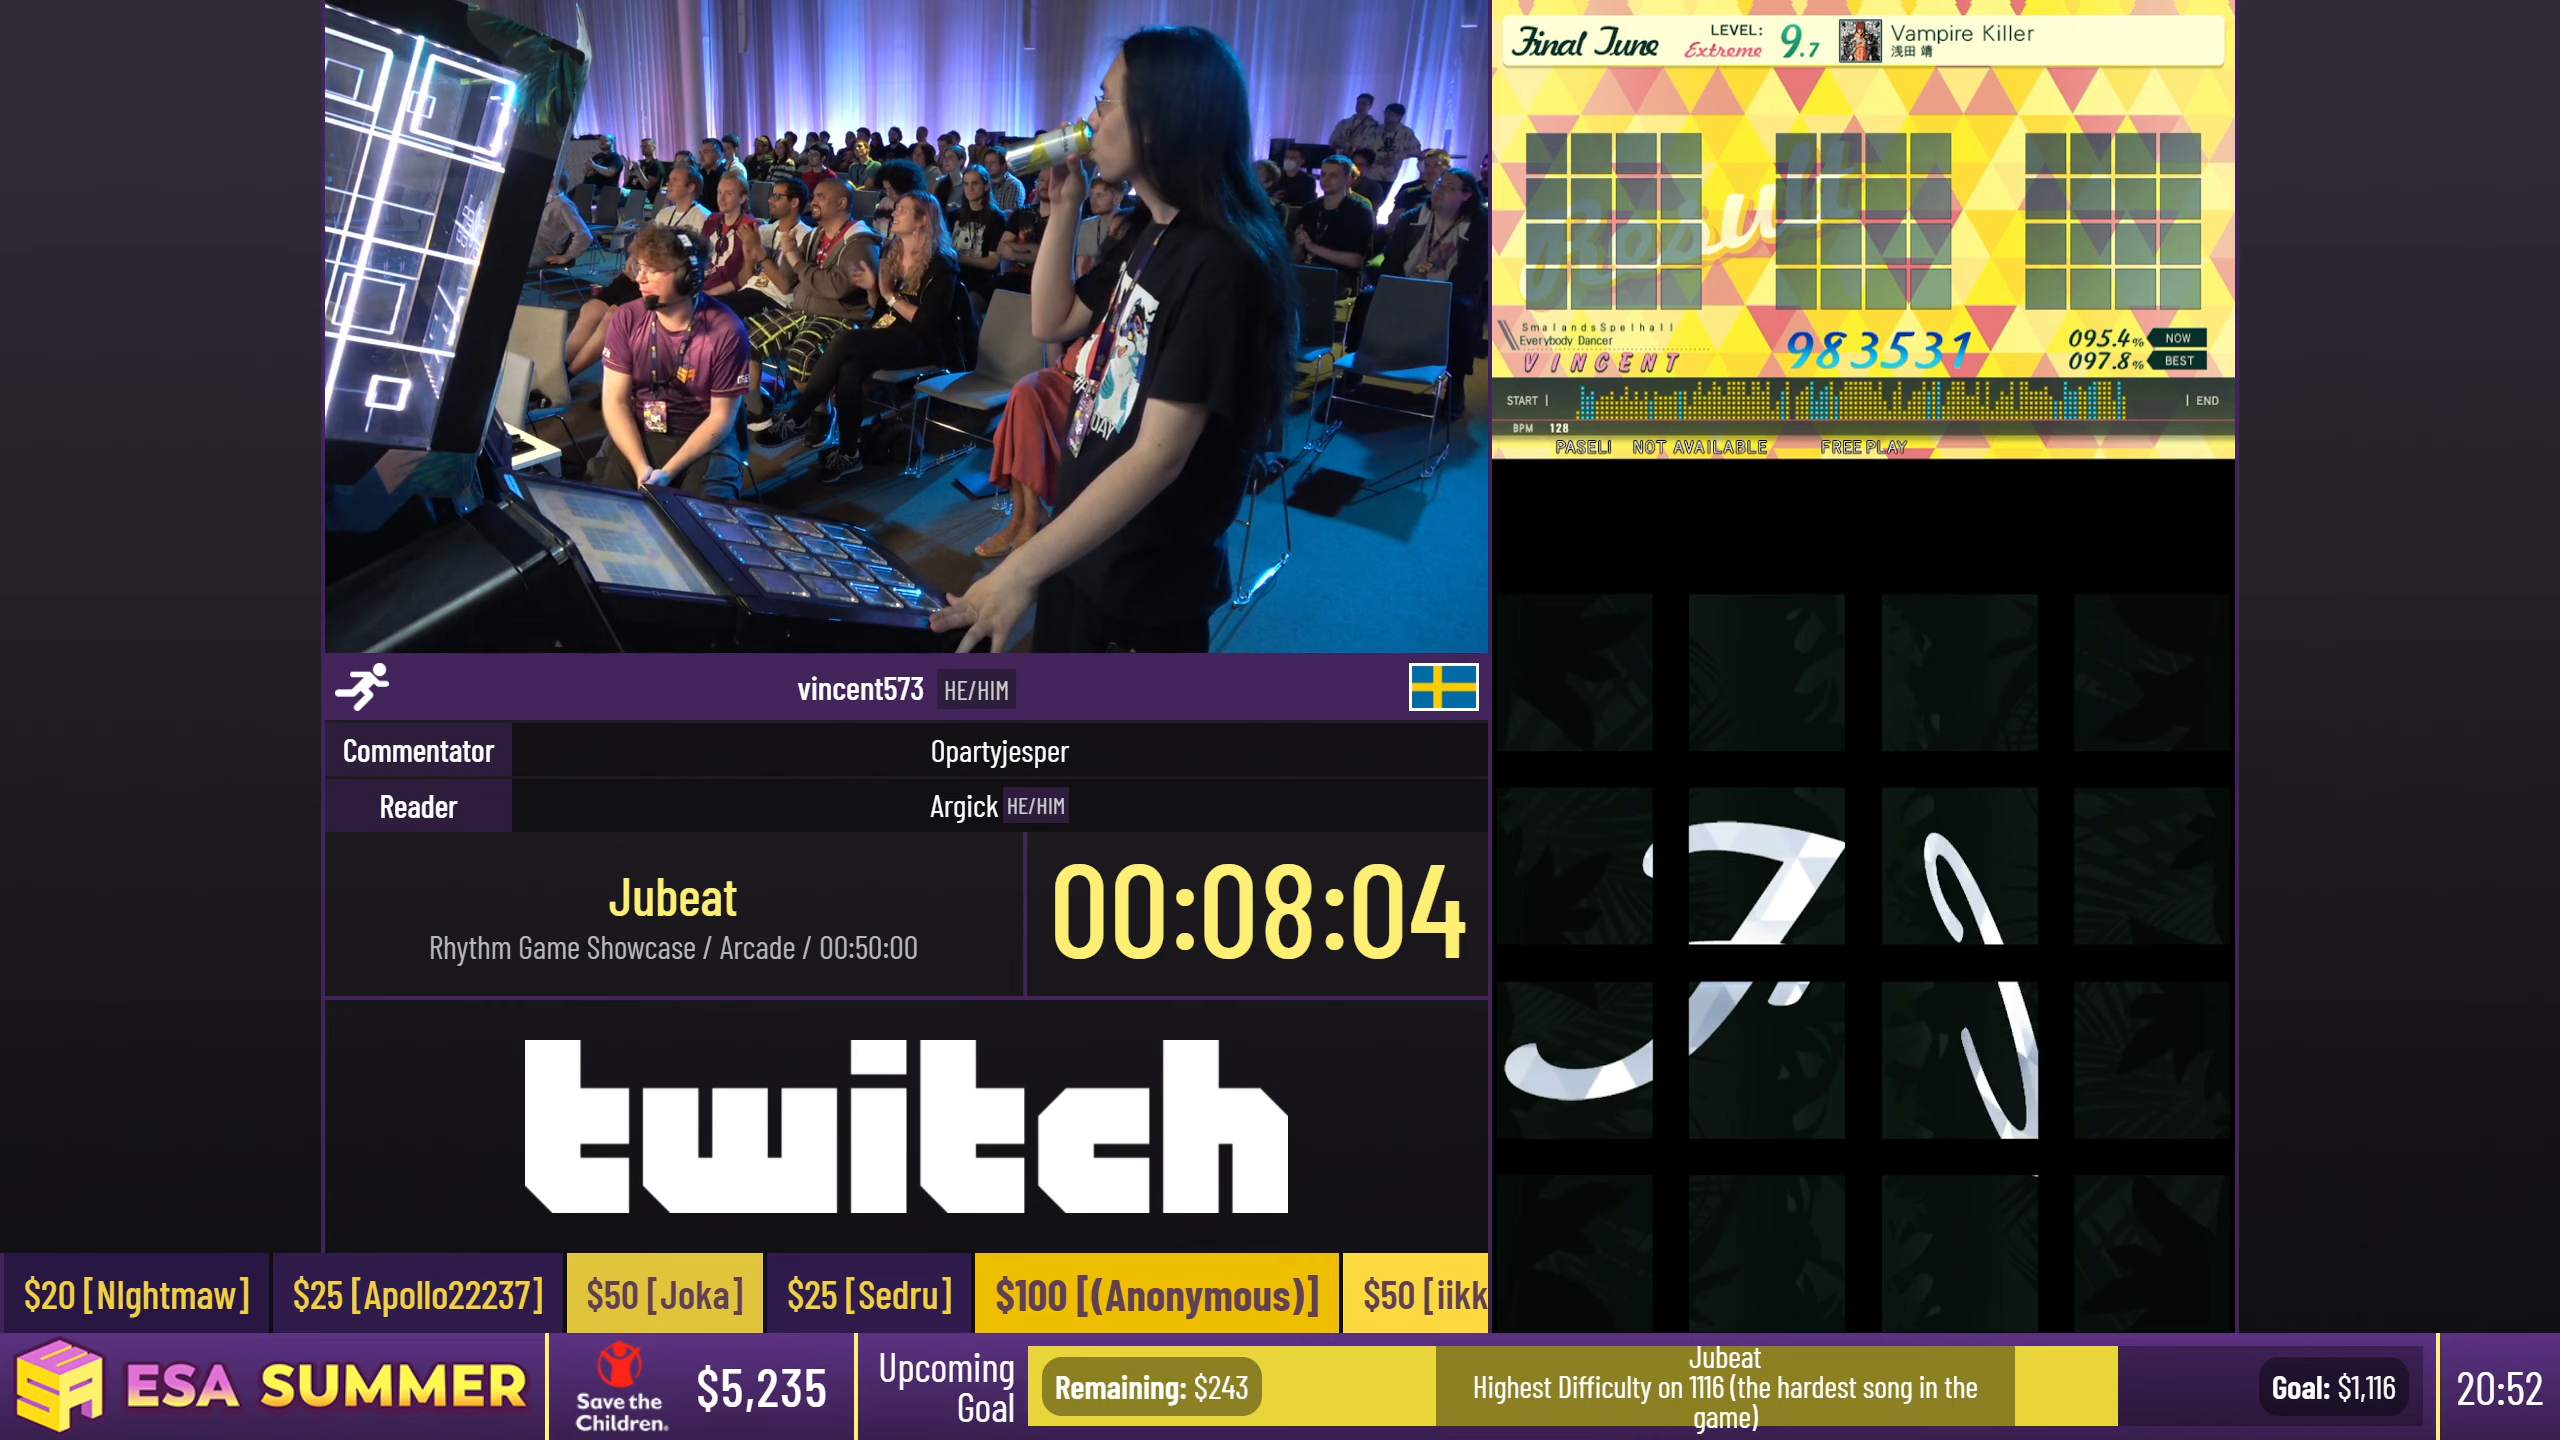 Final Tune
LEVEL:
Extreme
9.7
Vampire Killer
浅田 靖
Result
SmalandsSpelhall
Everybody Dancer
VINCENT
983531
095.4% NOW
097.8% BEST
START
END
BPM 128
PASELI NOT AVAILABLE FREE PLAY
vincent573 HE/HIM
Commentator
Opartyjesper
Reader
Argick HE/HIM
Jubeat
Rhythm Game Showcase / Arcade / 00:50:00
00:08:04
twitch
$20 [NIghtmaw]
$25 [Apollo22237]
$50 [Joka]
$25 [Sedru]
$100 [(Anonymous)]
$50 [iikk
ESA SUMMER
Save the
Children.
$5,235
Upcoming
Goal
Remaining: $243
Jubeat
Highest Difficulty on 1116 (the hardest song in the
game)
Goal: $1,116
20:52